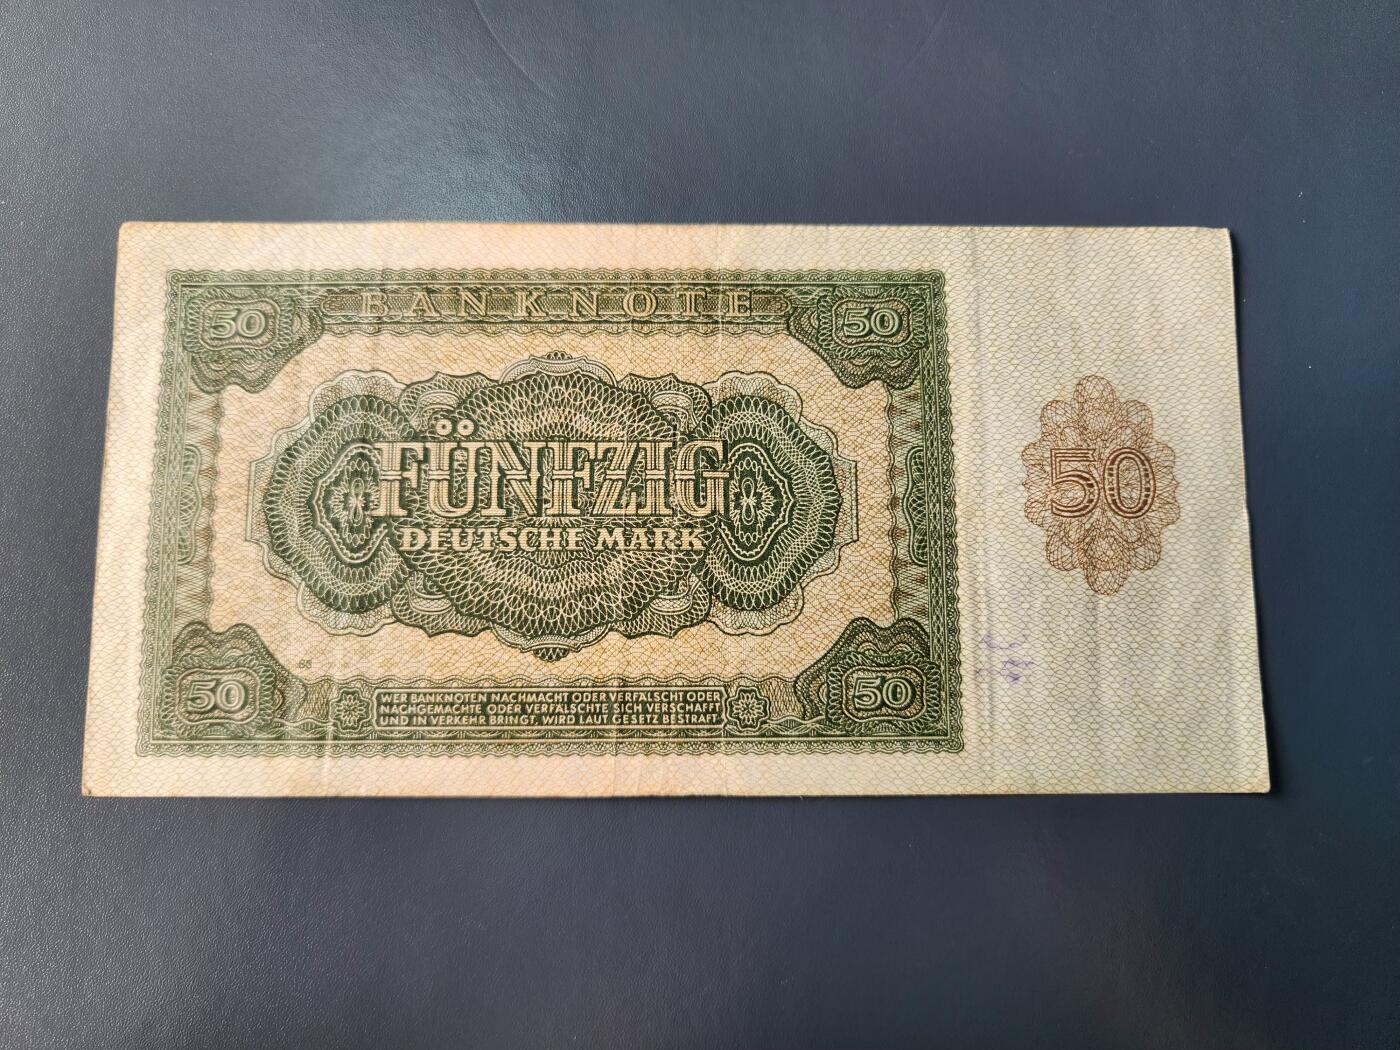 BANKNOTE
50
50
FÜNFZIG
DEUTSCHE MARK
50
50
50
WER BANKNOTEN NACHMACHT ODER VERFÄLSCHT ODER
NACHGEMACHTE ODER VERFÄLSCHTE SICH VERSCHAFFT
UND IN VERKEHR BRINGT, WIRD LAUT GESETZ BESTRAFT